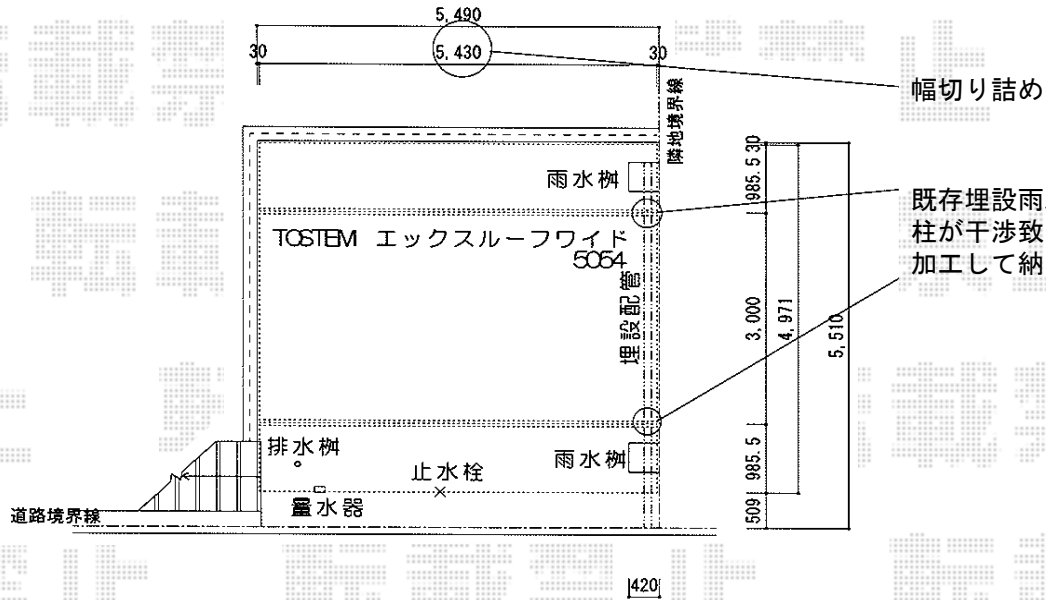 5,490
30
5,430
30
幅切り詰め
隣地境界線
雨水桝
既存埋設雨
柱が干渉致
加工して納
TOSTEM エックスルーフワイド
5054
埋設配管
排水桝
止水栓
雨水桝
量水器
道路境界線
30
985.5
3,000
985.5
509
4,971
5,510
420